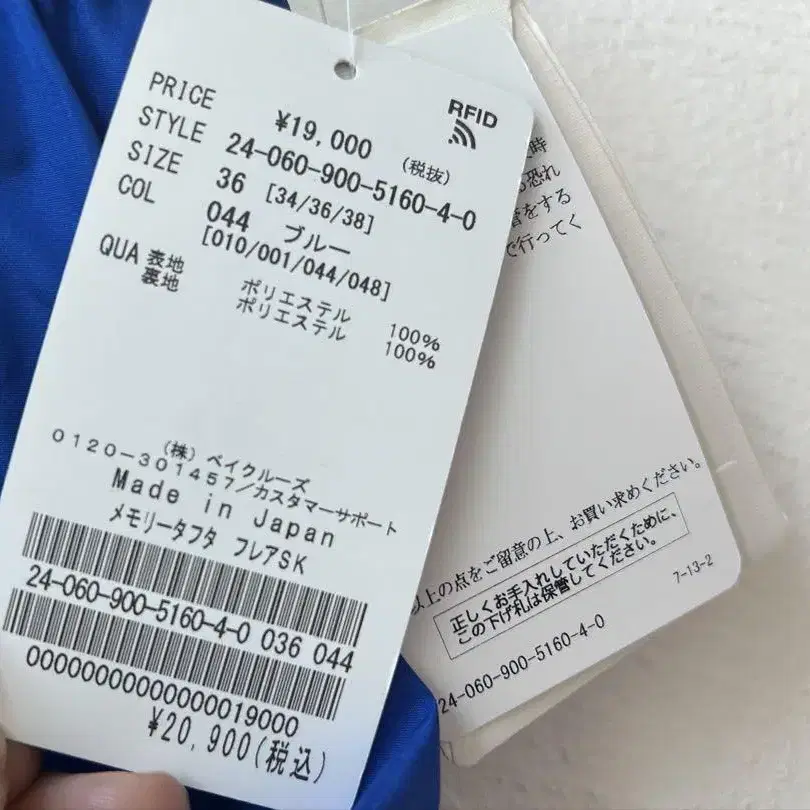 PRICE ¥19,000 (税抜)
STYLE 24-060-900-5160-4-0
SIZE 36 [34/36/38]
COL 044 ブルー
[010/001/044/048]
QUA 表地 ポリエステル 100%
裏地 ポリエステル 100%
(株) ベイクルーズ
0120-301457/カスタマーサポート
Made in Japan
メモリータフタ フレアSK
24-060-900-5160-4-0 036 044
00000000000000019000
¥20,900(税込)
RFID
時
恐れ
管をする
で行ってく
以上の点をご留意の上、お買い求めください。
正しくお手入れしていただくために、
この下げ札は保管してください。
7-13-2
24-060-900-5160-4-0